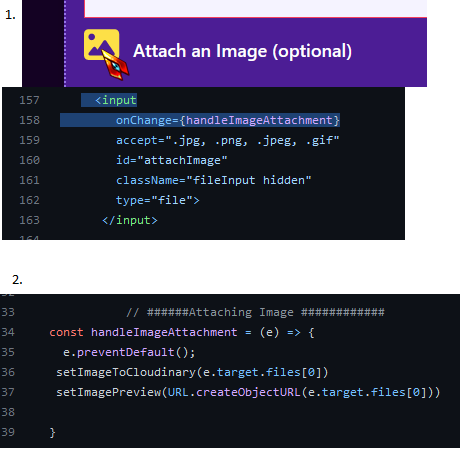 1.
Attach an Image (optional)
157 <input
158 onChange={handleImageAttachment}
159 accept=".jpg, .png, .jpeg, .gif"
160 id="attachImage"
161 className="fileInput hidden"
162 type="file">
163 </input>
164
2.
32
33 // ######Attaching Image ############
34 const handleImageAttachment = (e) => {
35 e.preventDefault();
36 setImageToCloudinary(e.target.files[0])
37 setImagePreview(URL.createObjectURL(e.target.files[0]))
38
39 }